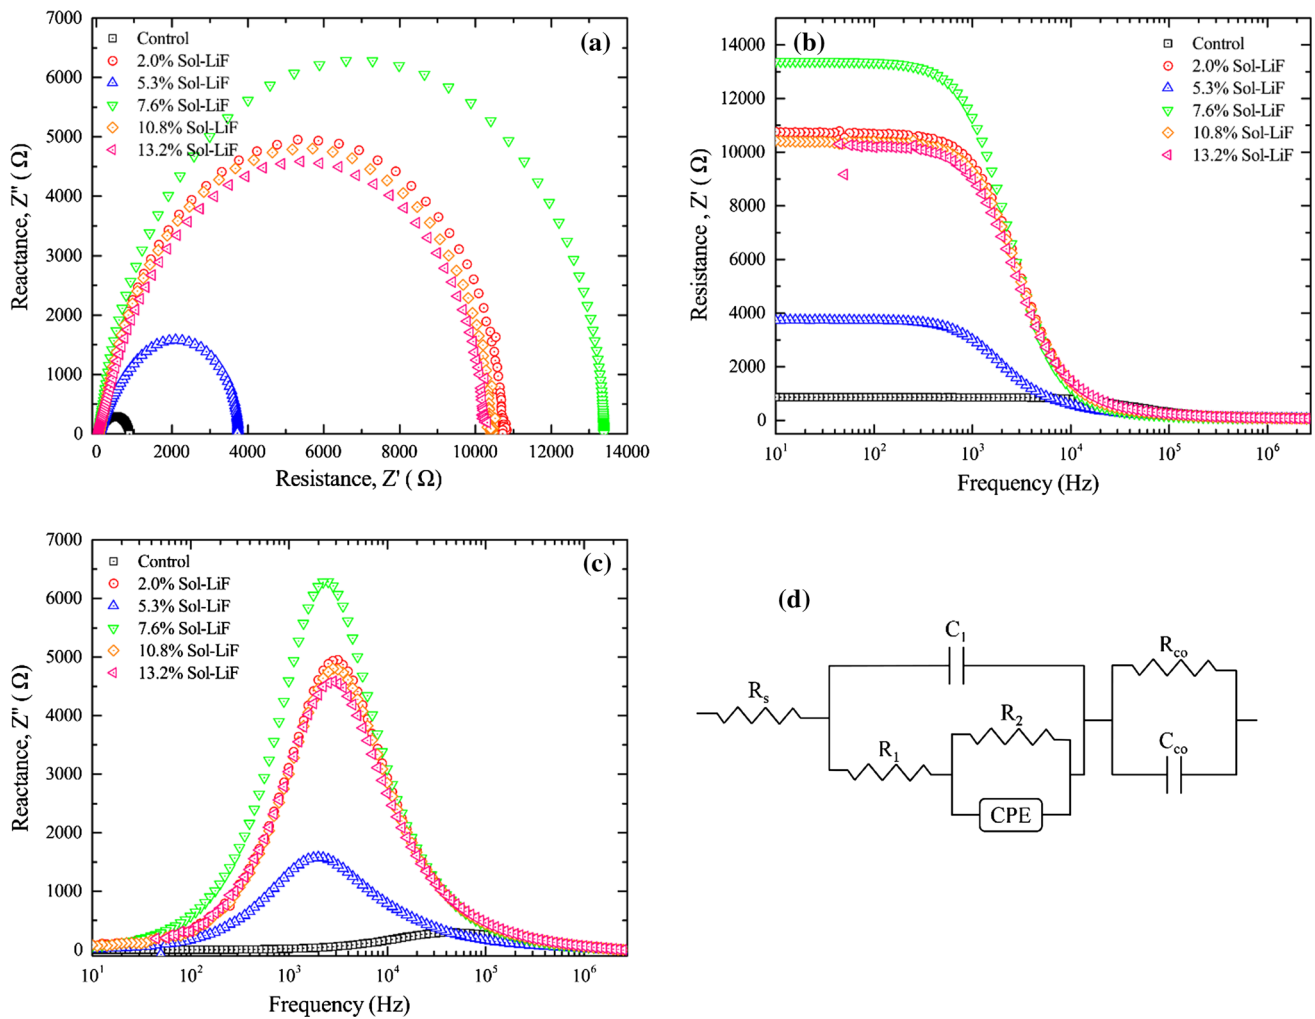 (a)
Control
2.0% Sol-LiF
5.3% Sol-LiF
7.6% Sol-LiF
10.8% Sol-LiF
13.2% Sol-LiF
7000
6000
5000
4000
3000
2000
1000
0
Reactance, Z" ( Ω)
0 2000 4000 6000 8000 10000 12000 14000
Resistance, Z' ( Ω)
(b)
Control
2.0% Sol-LiF
5.3% Sol-LiF
7.6% Sol-LiF
10.8% Sol-LiF
13.2% Sol-LiF
14000
12000
10000
8000
6000
4000
2000
0
Resistance , Z' ( Ω)
10¹ 10² 10³ 10⁴ 10⁵ 10⁶
Frequency (Hz)
(c)
Control
2.0% Sol-LiF
5.3% Sol-LiF
7.6% Sol-LiF
10.8% Sol-LiF
13.2% Sol-LiF
7000
6000
5000
4000
3000
2000
1000
0
Reactance, Z" ( Ω)
10¹ 10² 10³ 10⁴ 10⁵ 10⁶
Frequency (Hz)
(d)
C₁
Rco
Rs
R₂
R₁
Cco
CPE